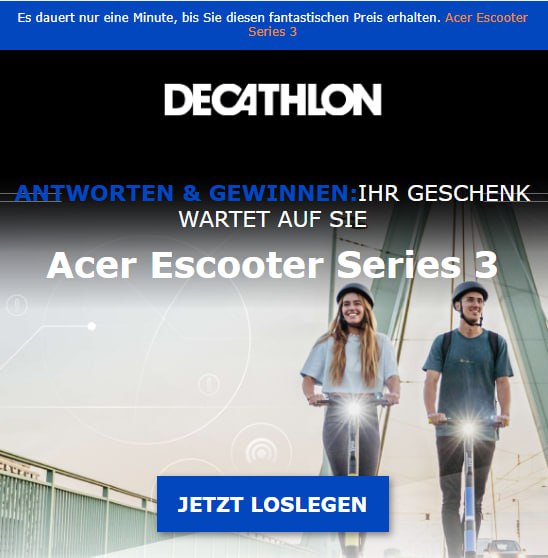 Es dauert nur eine Minute, bis Sie diesen fantastischen Preis erhalten. Acer Escooter
Series 3
DECATHLON
ANTWORTEN & GEWINNEN:IHR GESCHENK
WARTET AUF SIE
Acer Escooter Series 3
JETZT LOSLEGEN